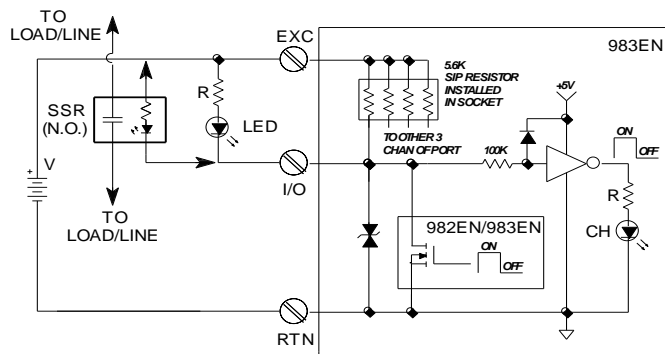 TO
LOAD/LINE
EXC
983EN
5.6K
SIP RESISTOR
INSTALLED
IN SOCKET
+5V
R
SSR
(N.O.)
LED
TO OTHER 3
CHAN OF PORT
100K
ON
OFF
+
V
I/O
R
TO
LOAD/LINE
982EN/983EN
ON
OFF
CH
RTN